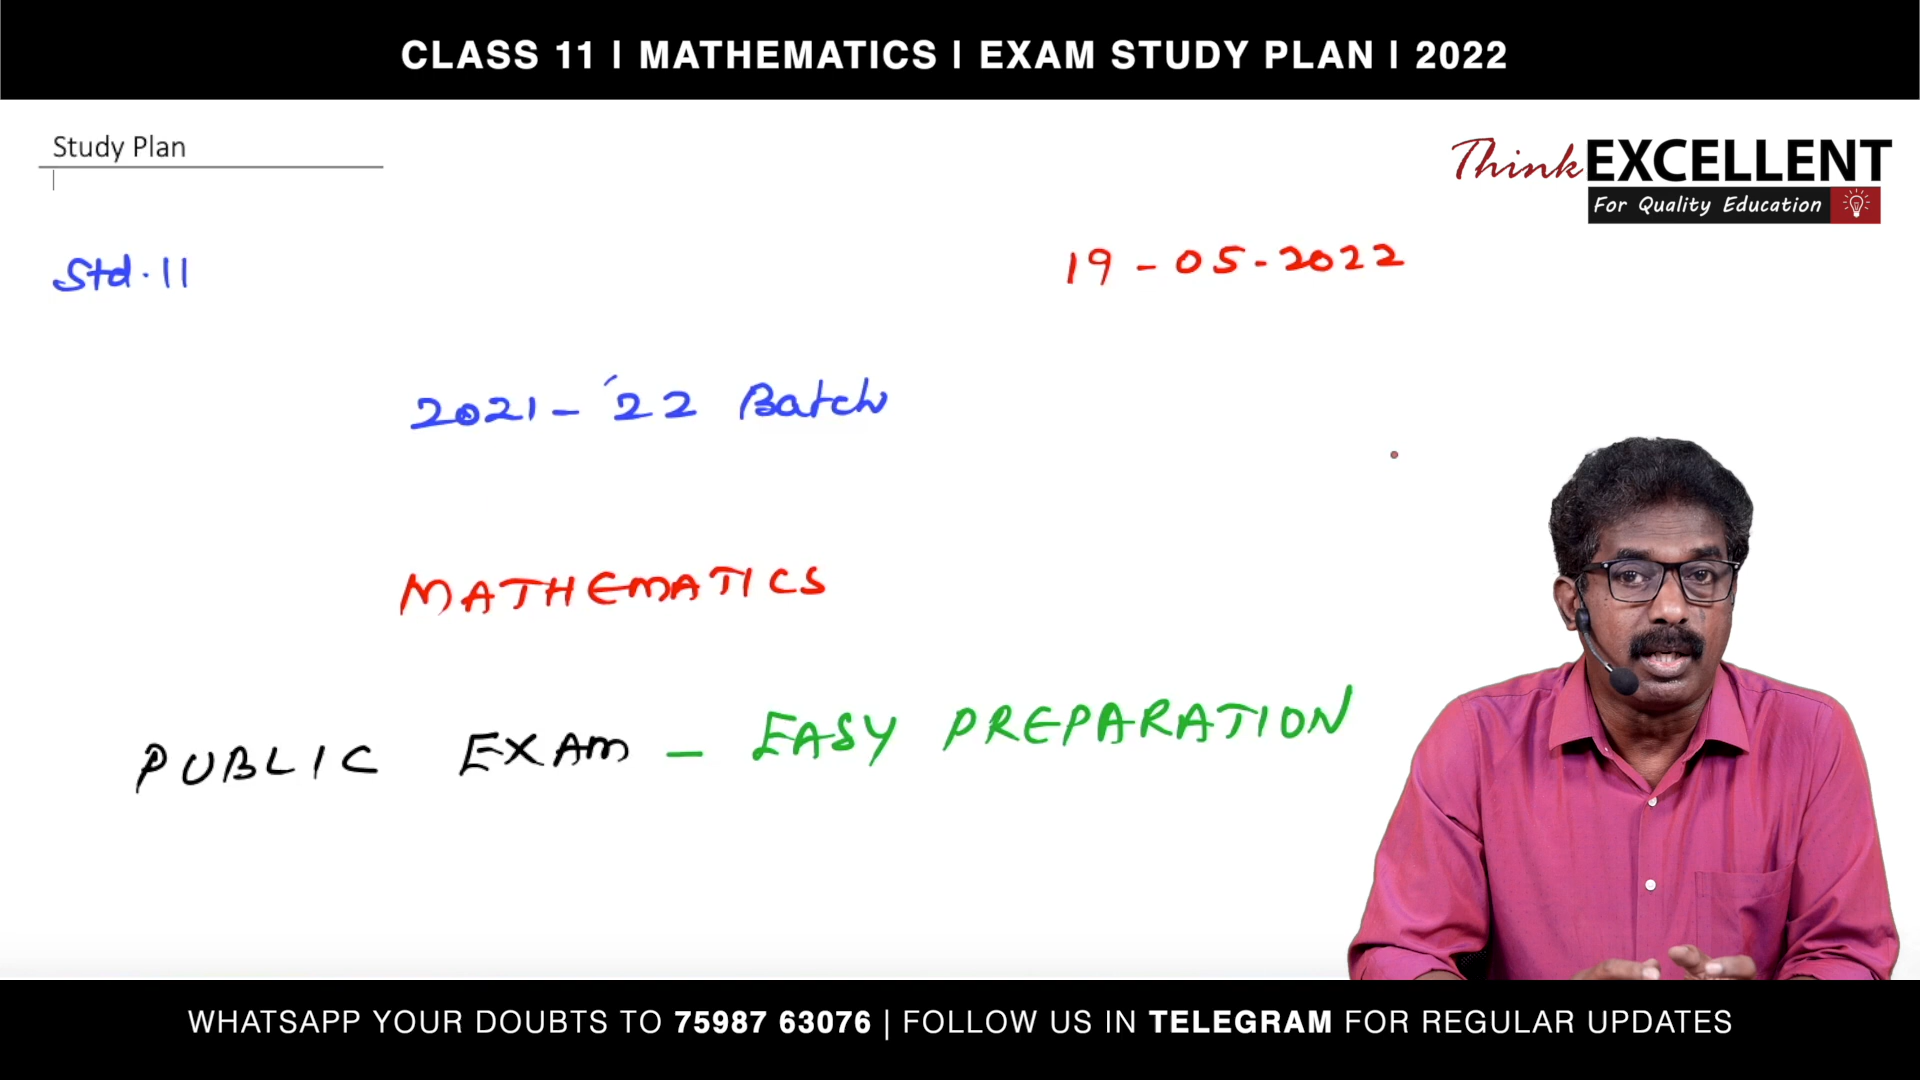 CLASS 11 | MATHEMATICS | EXAM STUDY PLAN | 2022
Study Plan
Think EXCELLENT
For Quality Education
Std. 11
19-05-2022
2021-'22 Batch
MATHEMATICS
PUBLIC EXAM - EASY PREPARATION
WHATSAPP YOUR DOUBTS TO 75987 63076 | FOLLOW US IN TELEGRAM FOR REGULAR UPDATES